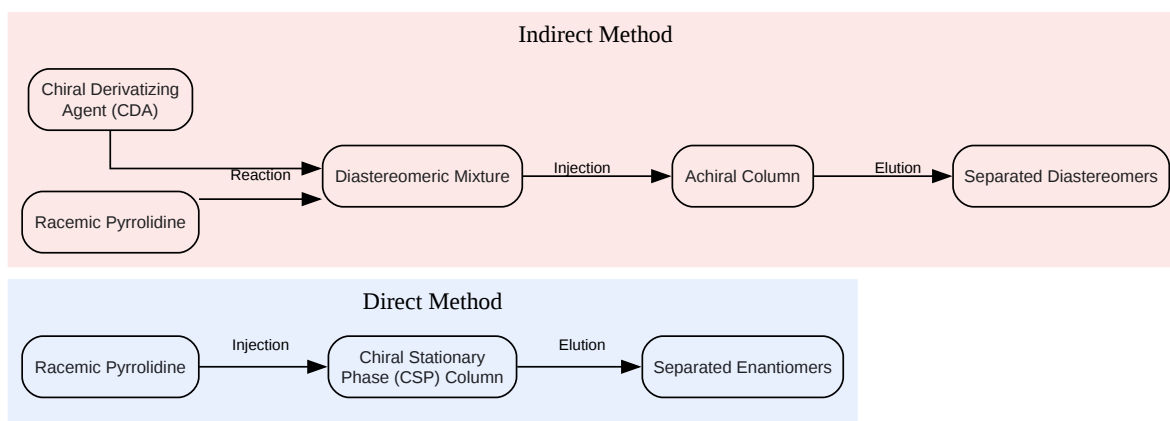 Indirect Method
Chiral Derivatizing
Agent (CDA)
Reaction
Racemic Pyrrolidine
Diastereomeric Mixture
Injection
Achiral Column
Elution
Separated Diastereomers
Direct Method
Racemic Pyrrolidine
Injection
Chiral Stationary
Phase (CSP) Column
Elution
Separated Enantiomers